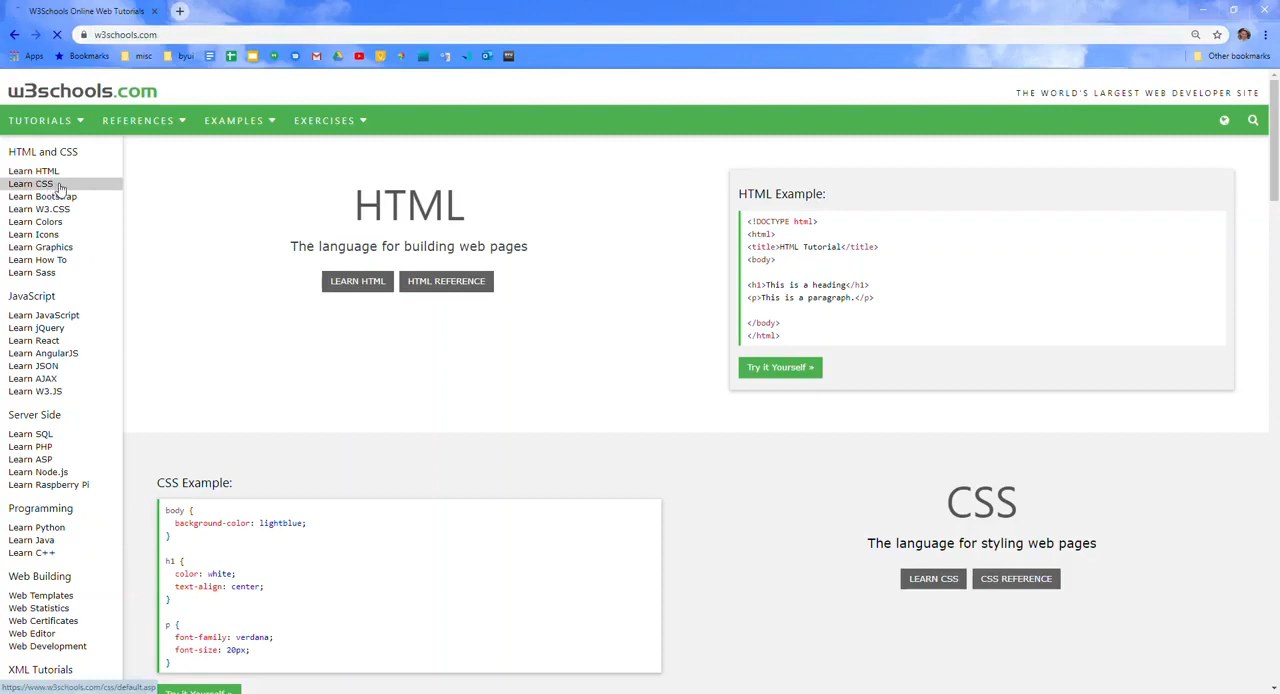 W3Schools Online Web Tutorials
w3schools.com
Apps
Bookmarks
misc
byui
Other bookmarks
w3schools.com
THE WORLD'S LARGEST WEB DEVELOPER SITE
TUTORIALS REFERENCES EXAMPLES EXERCISES
HTML and CSS
Learn HTML
Learn CSS
Learn Bootstrap
Learn W3.CSS
Learn Colors
Learn Icons
Learn Graphics
Learn How To
Learn Sass
JavaScript
Learn JavaScript
Learn jQuery
Learn React
Learn AngularJS
Learn JSON
Learn AJAX
Learn W3.JS
Server Side
Learn SQL
Learn PHP
Learn ASP
Learn Node.js
Learn Raspberry Pi
Programming
Learn Python
Learn Java
Learn C++
Web Building
Web Templates
Web Statistics
Web Certificates
Web Editor
Web Development
XML Tutorials
https://www.w3schools.com/css/default.asp
HTML
The language for building web pages
LEARN HTML HTML REFERENCE
HTML Example:
<!DOCTYPE html>
<html>
<title>HTML Tutorial</title>
<body>
<h1>This is a heading</h1>
<p>This is a paragraph.</p>
</body>
</html>
Try it Yourself »
CSS Example:
body {
background-color: lightblue;
}
h1 {
color: white;
text-align: center;
}
p {
font-family: verdana;
font-size: 20px;
}
Try it Yourself »
CSS
The language for styling web pages
LEARN CSS CSS REFERENCE